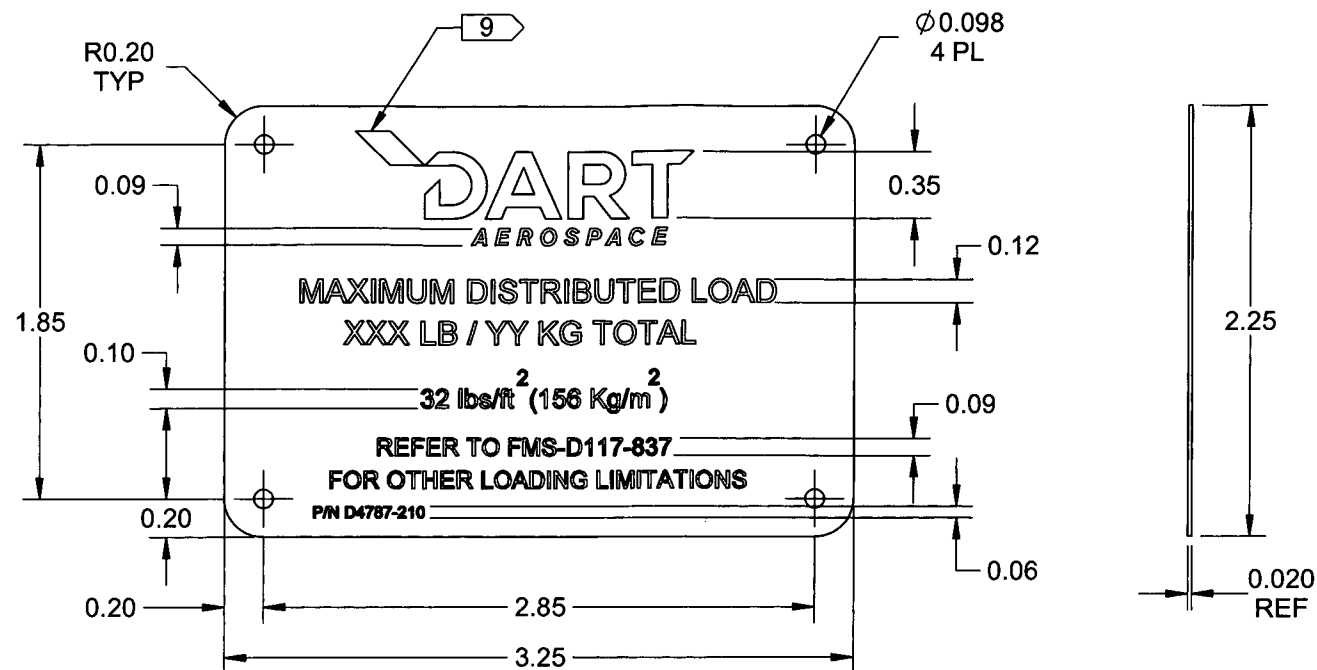 9
R0.20
TYP
Ø0.098
4 PL
DART
AEROSPACE
0.09
0.35
0.12
MAXIMUM DISTRIBUTED LOAD
XXX LB / YY KG TOTAL
1.85
2.25
0.10
32 lbs/ft² (156 Kg/m²)
0.09
REFER TO FMS-D117-837
FOR OTHER LOADING LIMITATIONS
P/N D4787-210
0.20
0.06
0.20
2.85
0.020
REF
3.25